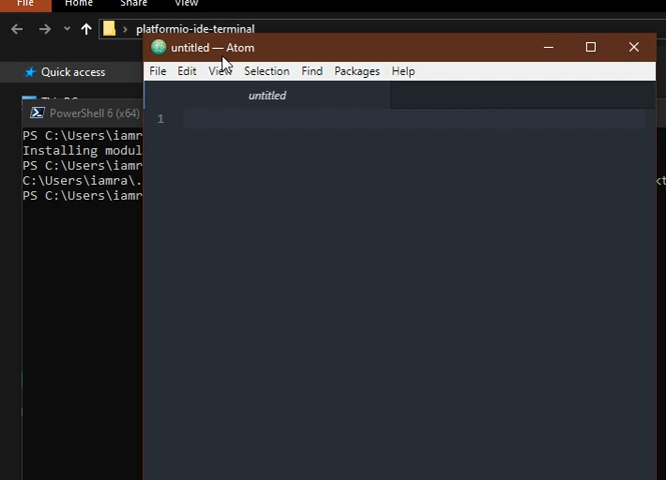 File Home Share View
platformio-ide-terminal
untitled — Atom
Quick access
File Edit View Selection Find Packages Help
untitled
PowerShell 6 (x64)
1
PS C:\Users\iamr
Installing modul
PS C:\Users\iamr
C:\Users\iamra\.
PS C:\Users\iamr